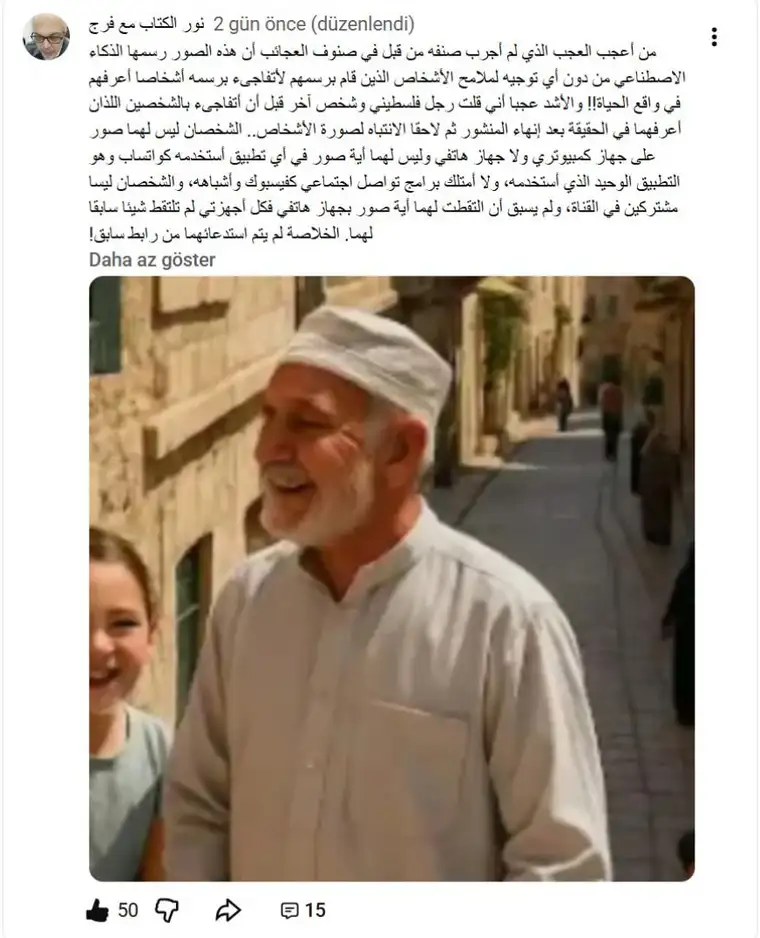 نور الكتاب مع فرج 2 gün önce (düzenlendi)
من أعجب العجب الذي لم أجرب صنفه من قبل في صنوف العجائب أن هذه الصور رسمها الذكاء
الاصطناعي من دون أي توجيه لملامح الأشخاص الذين قام برسمهم لأتفاجىء برسمه أشخاصا أعرفهم
في واقع الحياة!! والأشد عجبا أني قلت رجل فلسطيني وشخص آخر قبل أن أتفاجىء بالشخصين اللذان
أعرفهما في الحقيقة بعد إنهاء المنشور ثم لاحقا الانتباه لصورة الأشخاص.. الشخصان ليس لهما صور
على جهاز كمبيوتري ولا جهاز هاتفي وليس لهما أية صور في أي تطبيق أستخدمه كواتساب وهو
التطبيق الوحيد الذي أستخدمه، ولا أمتلك برامج تواصل اجتماعي كفيسبوك وأشباهه، والشخصان ليسا
مشتركين في القناة، ولم يسبق أن التقطت لهما أية صور بجهاز هاتفي فكل أجهزتي لم تلتقط شيئا سابقا
لهما. الخلاصة لم يتم استدعائهما من رابط سابق!
Daha az göster
50 15